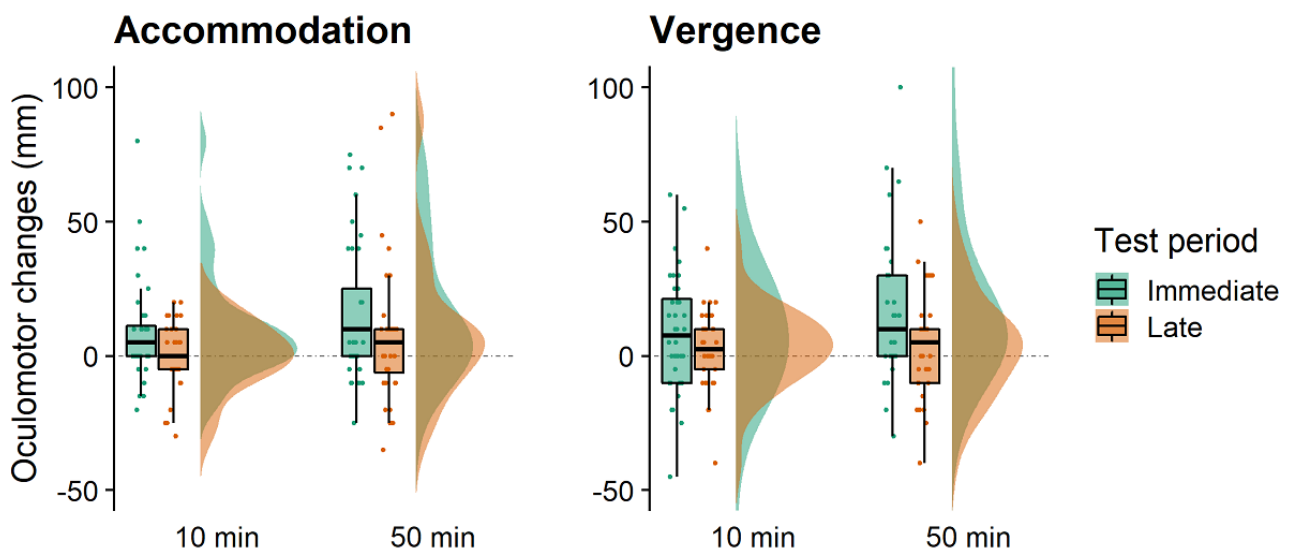 Accommodation
Vergence
Oculomotor changes (mm)
100
50
0
-50
10 min
50 min
100
50
0
-50
10 min
50 min
Test period
Immediate
Late